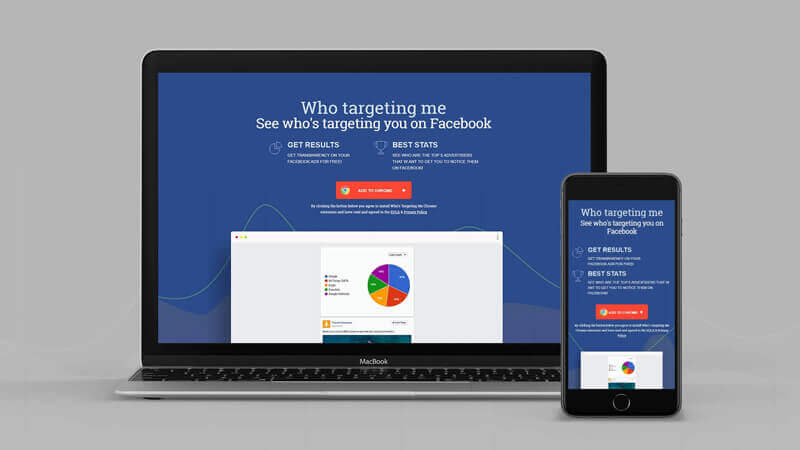 Who targeting me
See who's targeting you on Facebook
GET RESULTS
GET TRANSPARENCY ON YOUR
FACEBOOK ADS FOR FREE!
BEST STATS
SEE WHO ARE THE TOP 5 ADVERTISERS
THAT WANT TO GET YOU TO NOTICE THEM
ON FACEBOOK!
ADD TO CHROME
By clicking the button below you agree to install Who's Targeting Me Chrome
extension and have read and agreed to the EULA & Privacy Policy
MacBook
Who targeting me
See who's targeting you on
Facebook
GET RESULTS
GET TRANSPARENCY ON YOUR
FACEBOOK ADS FOR FREE!
BEST STATS
SEE WHO ARE THE TOP 5 ADVERTISERS THAT W
ANT TO GET YOU TO NOTICE THEM ON
FACEBOOK!
ADD TO CHROME
By clicking the button below you agree to install Who's Targeting Me
Chrome extension and have read and agreed to the EULA & Privacy
Policy